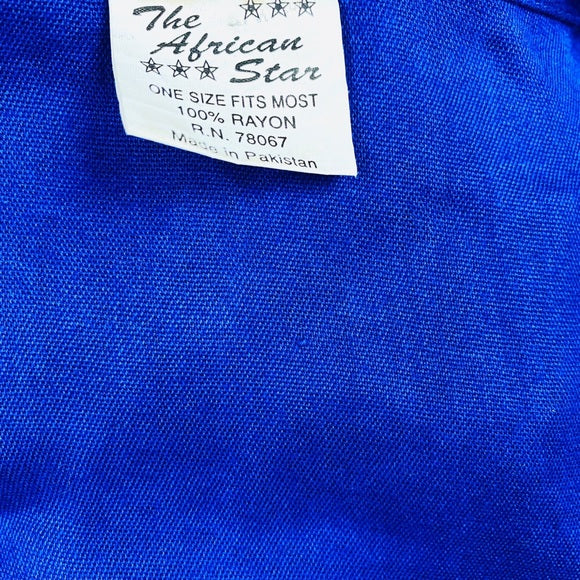 The
African
Star
ONE SIZE FITS MOST
100% RAYON
R.N. 78067
Made in Pakistan